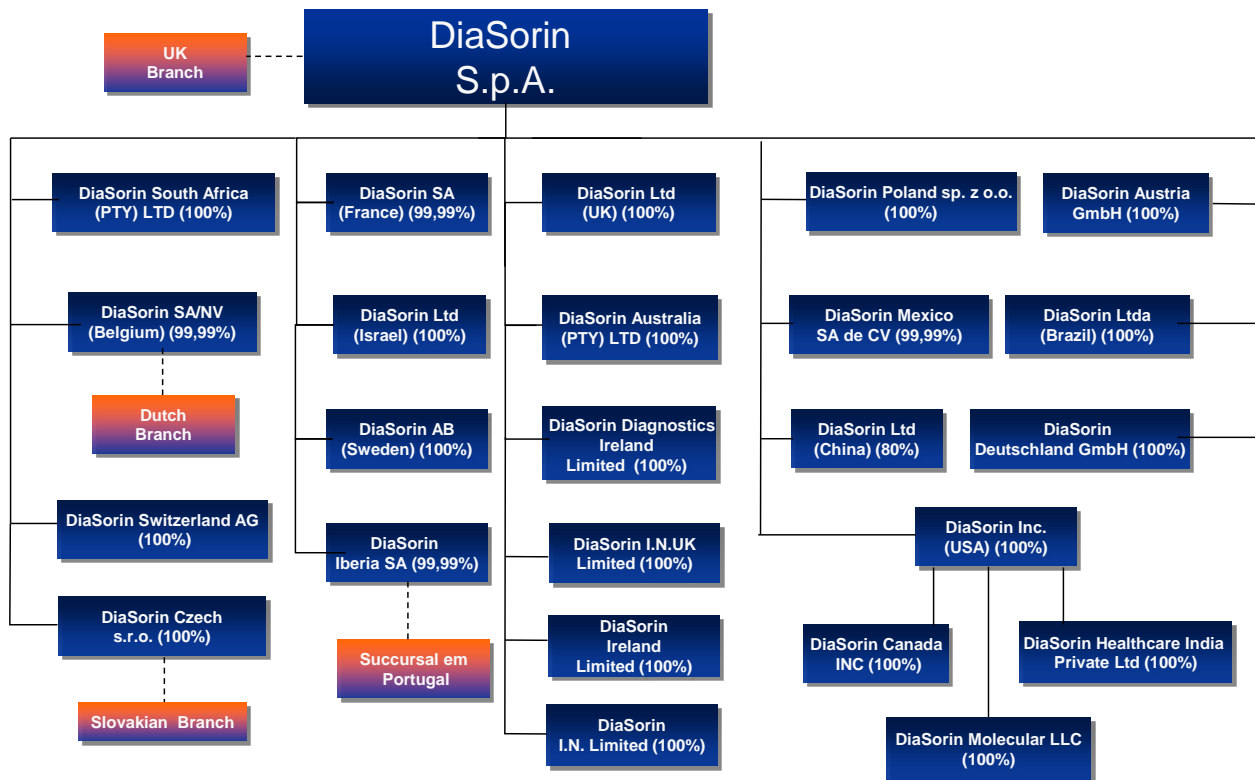 DiaSorin
S.p.A.
UK
Branch
DiaSorin South Africa
(PTY) LTD (100%)
DiaSorin SA/NV
(Belgium) (99,99%)
Dutch
Branch
DiaSorin Switzerland AG
(100%)
DiaSorin Czech
s.r.o. (100%)
Slovakian Branch
DiaSorin SA
(France) (99,99%)
DiaSorin Ltd
(Israel) (100%)
DiaSorin AB
(Sweden) (100%)
DiaSorin
Iberia SA (99,99%)
Succursal em
Portugal
DiaSorin Ltd
(UK) (100%)
DiaSorin Australia
(PTY) LTD (100%)
DiaSorin Diagnostics
Ireland
Limited (100%)
DiaSorin I.N.UK
Limited (100%)
DiaSorin
Ireland
Limited (100%)
DiaSorin
I.N. Limited (100%)
DiaSorin Poland sp. z o.o.
(100%)
DiaSorin Austria
GmbH (100%)
DiaSorin Mexico
SA de CV (99,99%)
DiaSorin Ltda
(Brazil) (100%)
DiaSorin Ltd
(China) (80%)
DiaSorin
Deutschland GmbH (100%)
DiaSorin Inc.
(USA) (100%)
DiaSorin Canada
INC (100%)
DiaSorin Healthcare India
Private Ltd (100%)
DiaSorin Molecular LLC
(100%)